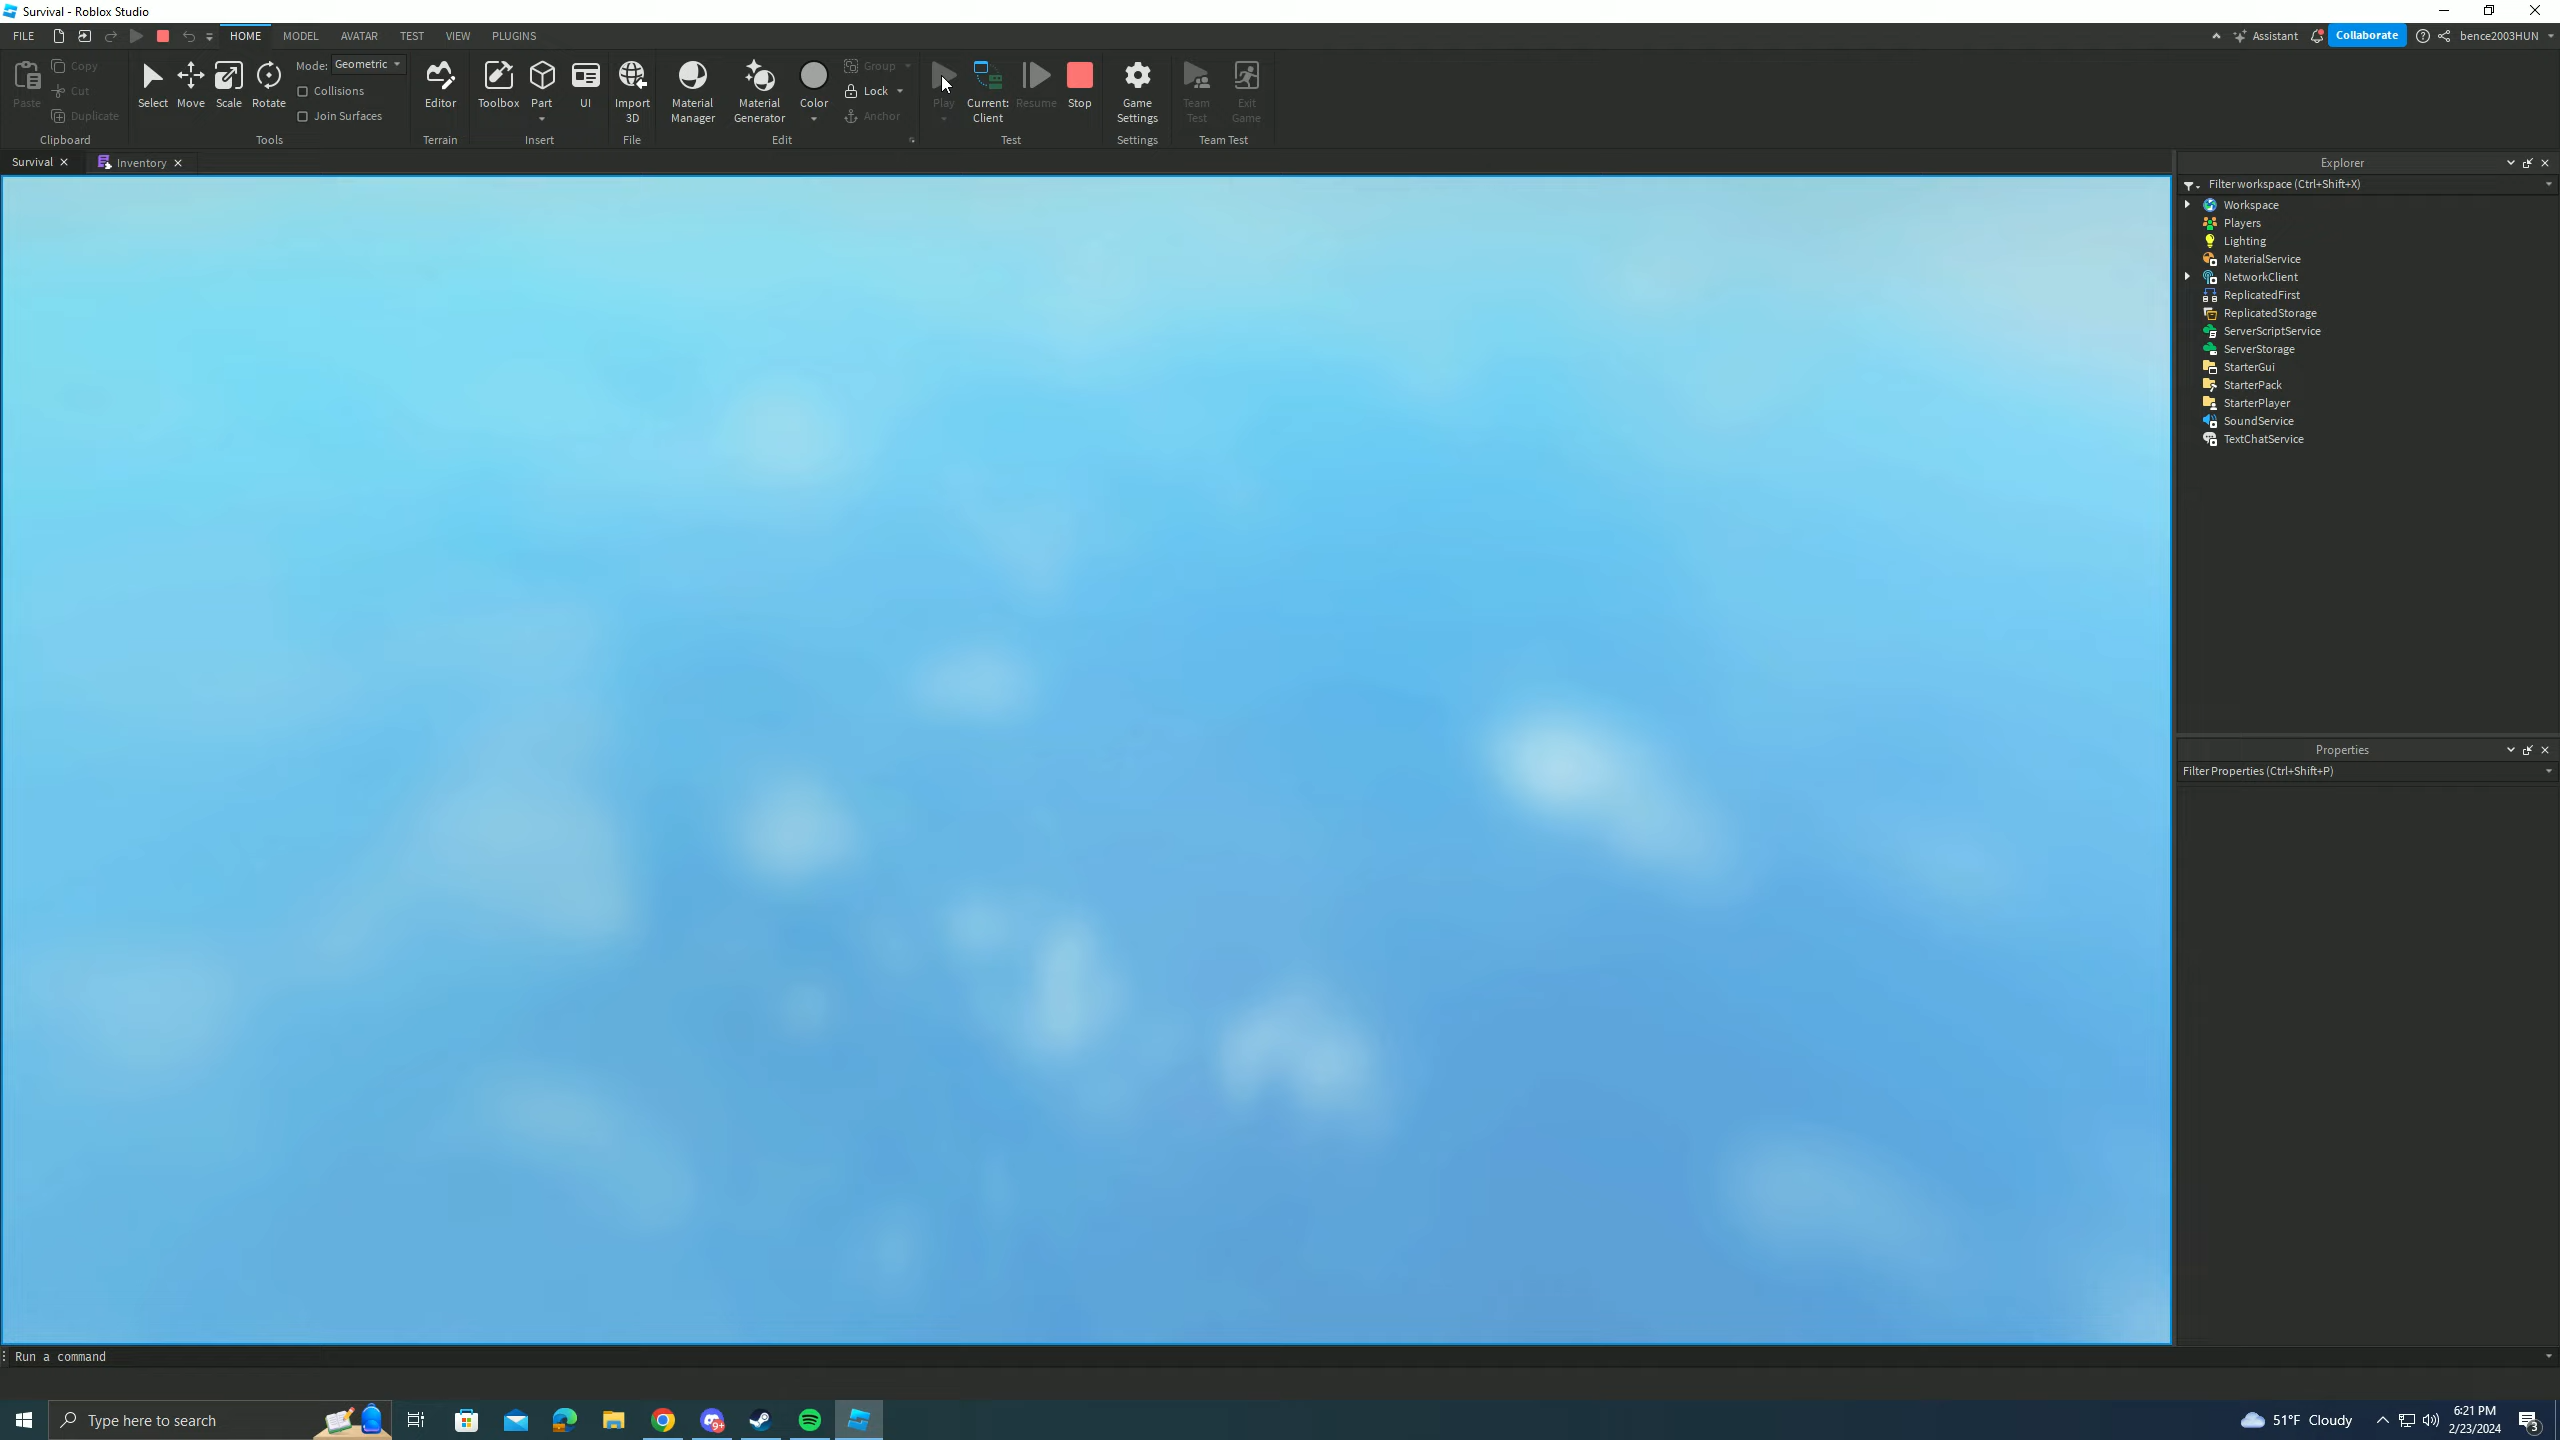 Survival - Roblox Studio
FILE
HOME
MODEL
AVATAR
TEST
VIEW
PLUGINS
Assistant
Collaborate
bence2003HUN
Paste
Copy
Cut
Duplicate
Clipboard
Select
Move
Scale
Rotate
Mode: Geometric
Collisions
Join Surfaces
Tools
Editor
Terrain
Toolbox
Part
UI
Insert
Import
3D
File
Material
Manager
Material
Generator
Color
Group
Lock
Anchor
Edit
Play
Current:
Client
Resume
Stop
Test
Game
Settings
Settings
Team
Test
Exit
Game
Team Test
Survival
Inventory
Explorer
Filter workspace (Ctrl+Shift+X)
Workspace
Players
Lighting
MaterialService
NetworkClient
ReplicatedFirst
ReplicatedStorage
ServerScriptService
ServerStorage
StarterGui
StarterPack
StarterPlayer
SoundService
TextChatService
Properties
Filter Properties (Ctrl+Shift+P)
Run a command
Type here to search
9+
51°F Cloudy
6:21 PM
2/23/2024
3